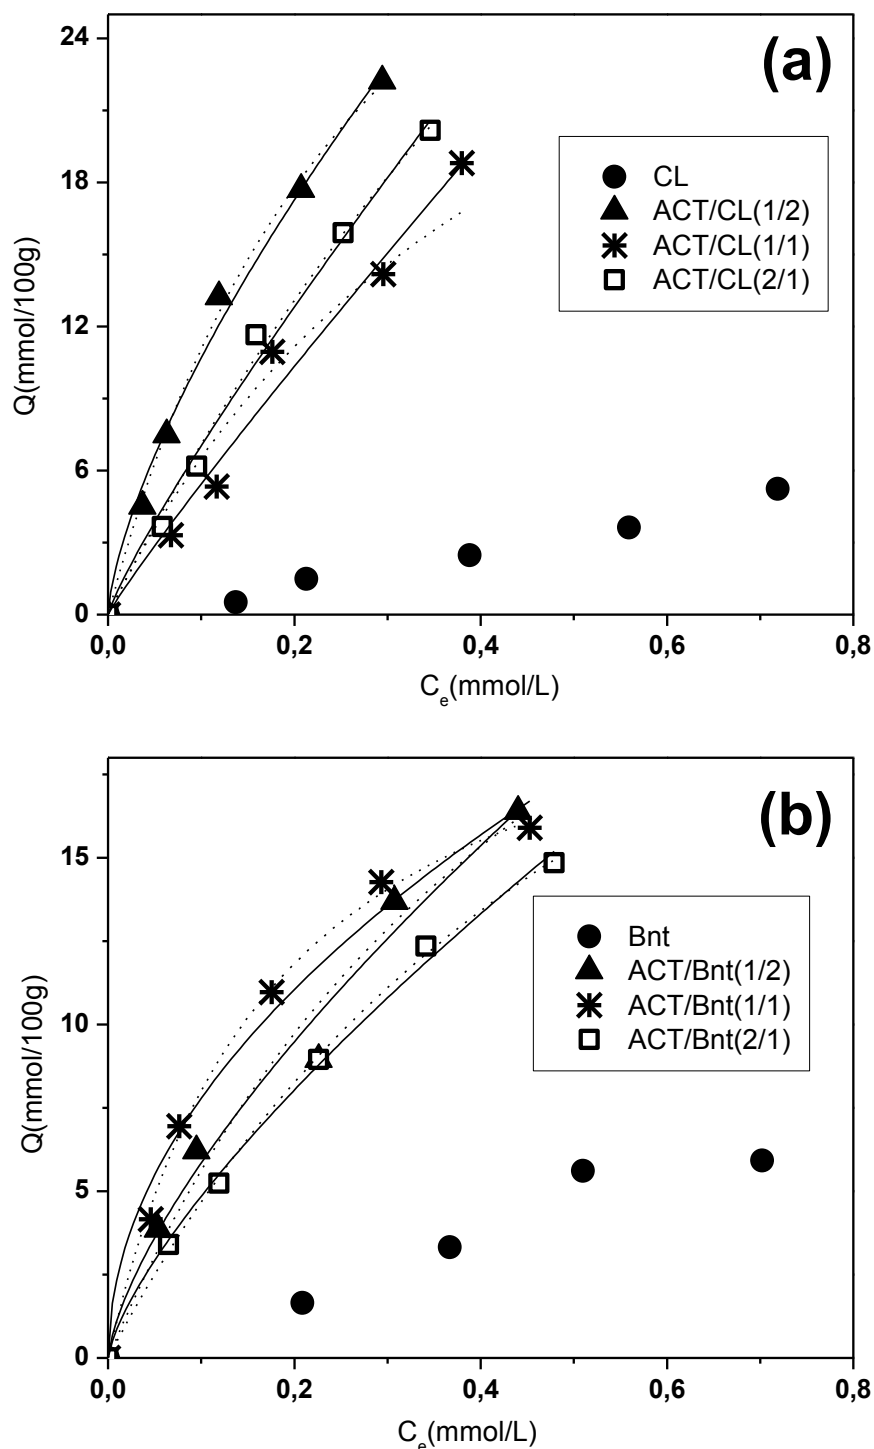 (a)
24
18
12
6
0
Q(mmol/100g)
CL
ACT/CL(1/2)
ACT/CL(1/1)
ACT/CL(2/1)
0,0 0,2 0,4 0,6 0,8
Ce(mmol/L)
(b)
15
10
5
0
Q(mmol/100g)
Bnt
ACT/Bnt(1/2)
ACT/Bnt(1/1)
ACT/Bnt(2/1)
0,0 0,2 0,4 0,6 0,8
Ce(mmol/L)